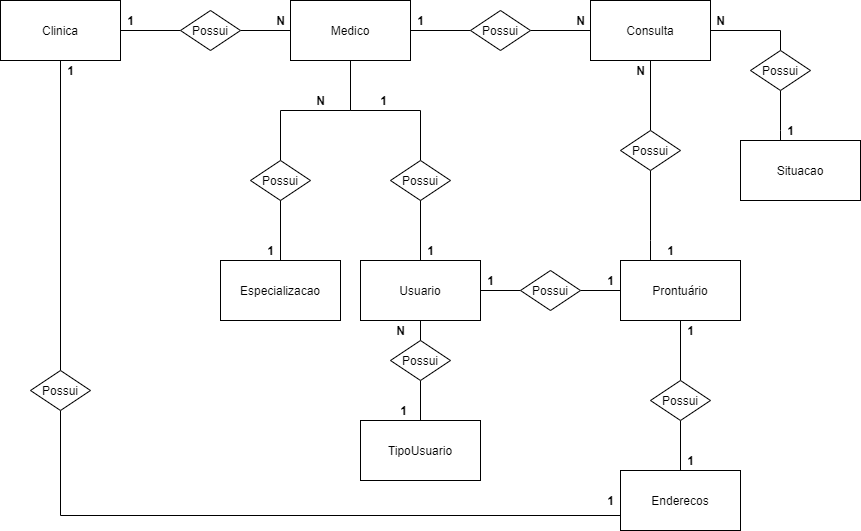 Clinica
1
Possui
N
Medico
1
Possui
N
Consulta
N
1
N
Possui
N
1
1
Possui
Situacao
Possui
Possui
Possui
1
1
1
Especializacao
Usuario
1
Possui
1
Prontuário
N
1
Possui
Possui
Possui
1
TipoUsuario
1
1
Enderecos